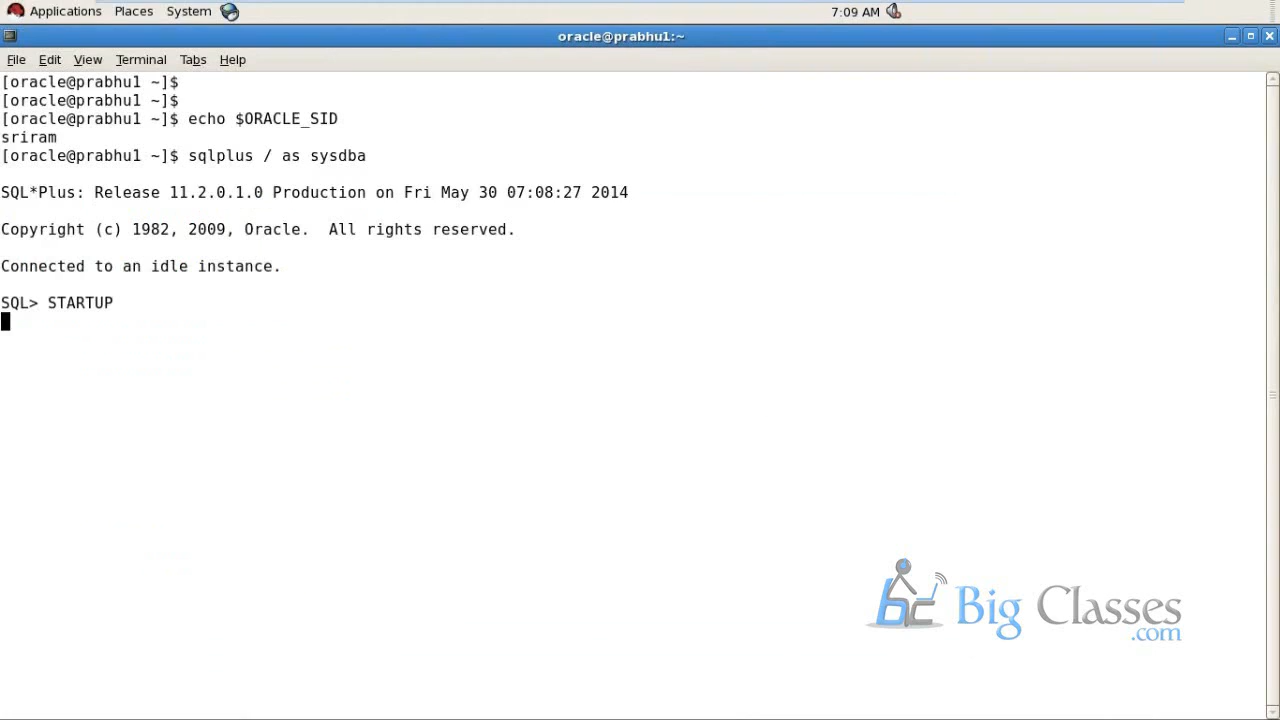 Applications Places System 7:09 AM
oracle@prabhu1:~
File Edit View Terminal Tabs Help
[oracle@prabhu1 ~]$
[oracle@prabhu1 ~]$
[oracle@prabhu1 ~]$ echo $ORACLE_SID
sriram
[oracle@prabhu1 ~]$ sqlplus / as sysdba
SQL*Plus: Release 11.2.0.1.0 Production on Fri May 30 07:08:27 2014
Copyright (c) 1982, 2009, Oracle.  All rights reserved.
Connected to an idle instance.
SQL> STARTUP
bc Big Classes
.com